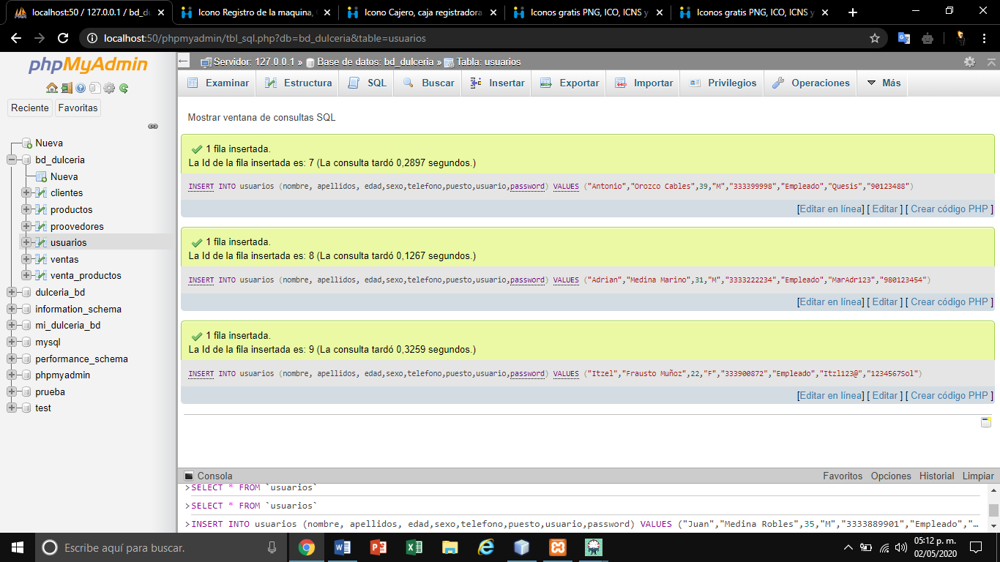 localhost:50 / 127.0.0.1 / bd_du
Icono Registro de la maquina,
Icono Cajero, caja registradora
Iconos gratis PNG, ICO, ICNS y
Iconos gratis PNG, ICO, ICNS y
localhost:50/phpmyadmin/tbl_sql.php?db=bd_dulceria&table=usuarios
phpMyAdmin
Reciente
Favoritas
Nueva
bd_dulceria
Nueva
clientes
productos
proovedores
usuarios
ventas
venta_productos
dulceria_bd
information_schema
mi_dulceria_bd
mysql
performance_schema
phpmyadmin
prueba
test
Servidor: 127.0.0.1 » Base de datos: bd_dulceria » Tabla: usuarios
Examinar Estructura SQL Buscar Insertar Exportar Importar Privilegios Operaciones Más
Mostrar ventana de consultas SQL
1 fila insertada.
La Id de la fila insertada es: 7 (La consulta tardó 0,2897 segundos.)
INSERT INTO usuarios (nombre, apellidos, edad,sexo,telefono,puesto,usuario,password) VALUES ("Antonio","Orozco Cables",39,"M","333399998","Empleado","Quesis","90123488")
[Editar en línea] [ Editar ] [ Crear código PHP ]
1 fila insertada.
La Id de la fila insertada es: 8 (La consulta tardó 0,1267 segundos.)
INSERT INTO usuarios (nombre, apellidos, edad,sexo,telefono,puesto,usuario,password) VALUES ("Adrian","Medina Marino",31,"M","3333222234","Empleado","MarAdr123","980123454")
[Editar en línea] [ Editar ] [ Crear código PHP ]
1 fila insertada.
La Id de la fila insertada es: 9 (La consulta tardó 0,3259 segundos.)
INSERT INTO usuarios (nombre, apellidos, edad,sexo,telefono,puesto,usuario,password) VALUES ("Itzel","Frausto Muñoz",22,"F","333900872","Empleado","Itzl123@","1234567Sol")
[Editar en línea] [ Editar ] [ Crear código PHP ]
Consola
Favoritos Opciones Historial Limpiar
>SELECT * FROM `usuarios`
>SELECT * FROM `usuarios`
>INSERT INTO usuarios (nombre, apellidos, edad,sexo,telefono,puesto,usuario,password) VALUES ("Juan","Medina Robles",35,"M","3333889901","Empleado","...
Escribe aquí para buscar.
05:12 p. m.
02/05/2020